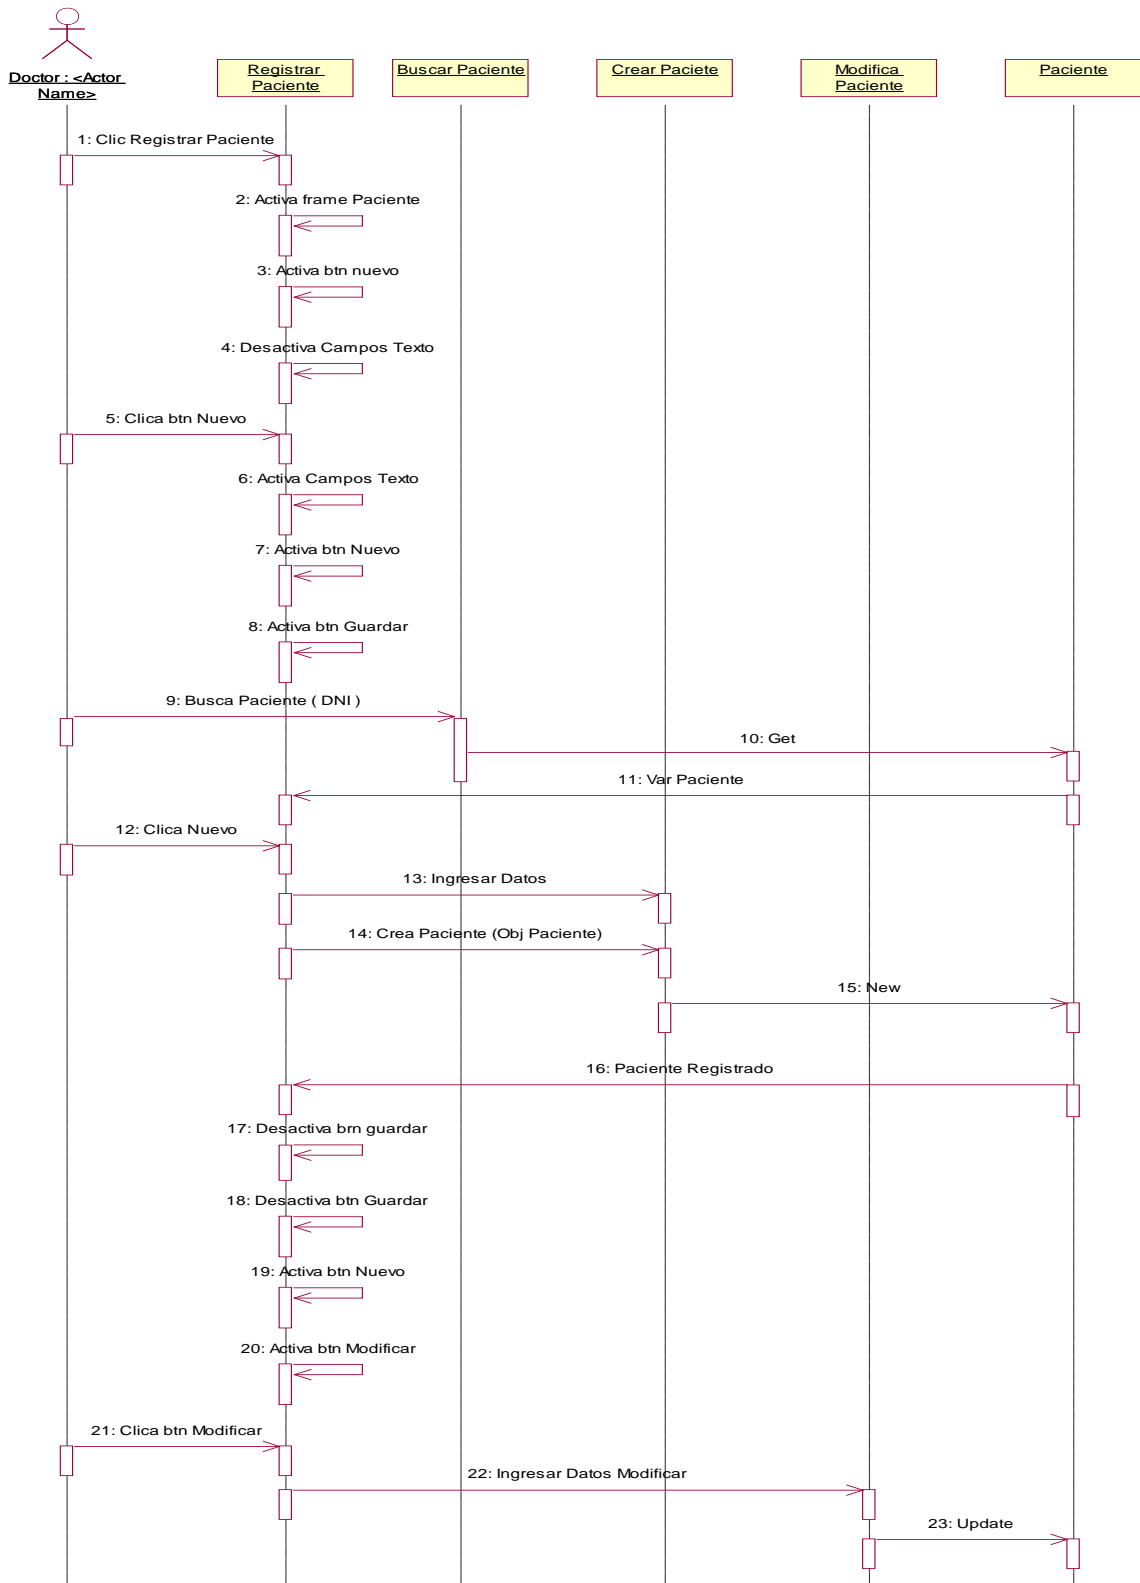 Doctor : <Actor
Name>
Registrar
Paciente
Buscar Paciente
Crear Paciete
Modifica
Paciente
Paciente
1: Clic Registrar Paciente
2: Activa frame Paciente
3: Activa btn nuevo
4: Desactiva Campos Texto
5: Clica btn Nuevo
6: Activa Campos Texto
7: Activa btn Nuevo
8: Activa btn Guardar
9: Busca Paciente ( DNI )
10: Get
11: Var Paciente
12: Clica Nuevo
13: Ingresar Datos
14: Crea Paciente (Obj Paciente)
15: New
16: Paciente Registrado
17: Desactiva brn guardar
18: Desactiva btn Guardar
19: Activa btn Nuevo
20: Activa btn Modificar
21: Clica btn Modificar
22: Ingresar Datos Modificar
23: Update